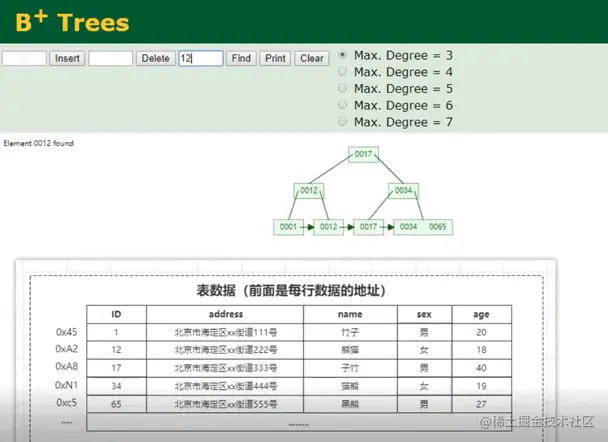 B+ Trees
Insert Delete 12 Find Print Clear
Max. Degree = 3
Max. Degree = 4
Max. Degree = 5
Max. Degree = 6
Max. Degree = 7
Element 0012 found
0017
0012 0034
0001 0012 0017 0034 0065
表数据（前面是每行数据的地址）
ID address name sex age
0x45 1 北京市海定区xx街道111号 竹子 男 20
0xA2 12 北京市海定区xx街道222号 熊猫 女 18
0xA8 17 北京市海定区xx街道333号 子竹 男 40
0xN1 34 北京市海定区xx街道444号 猫熊 女 19
0xc5 65 北京市海定区xx街道555号 黑熊 男 27
..... .........
@稀土掘金技术社区